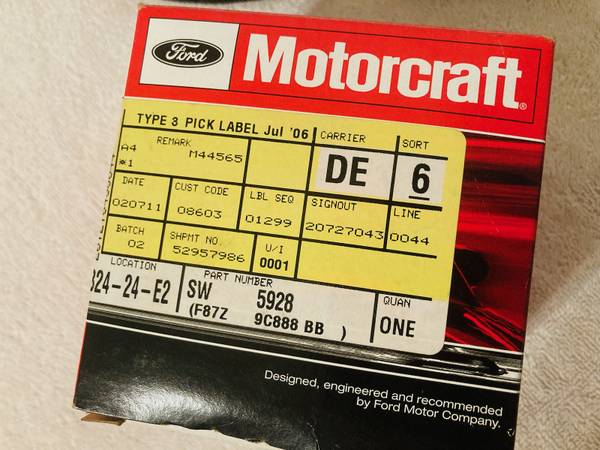 Ford
Motorcraft®
TYPE 3 PICK LABEL Jul '06
CARRIER
SORT
A4
*1
REMARK
M44565
DE
6
DATE
CUST CODE
LBL SEQ
SIGNOUT
LINE
020711
08603
01299
20727043
0044
BATCH
02
SHPMT NO.
52957986
U/I
0001
LOCATION
PART NUMBER
QUAN
24-24-E2
SW 5928
(F87Z 9C888 BB )
ONE
Designed, engineered and recommended
by Ford Motor Company.